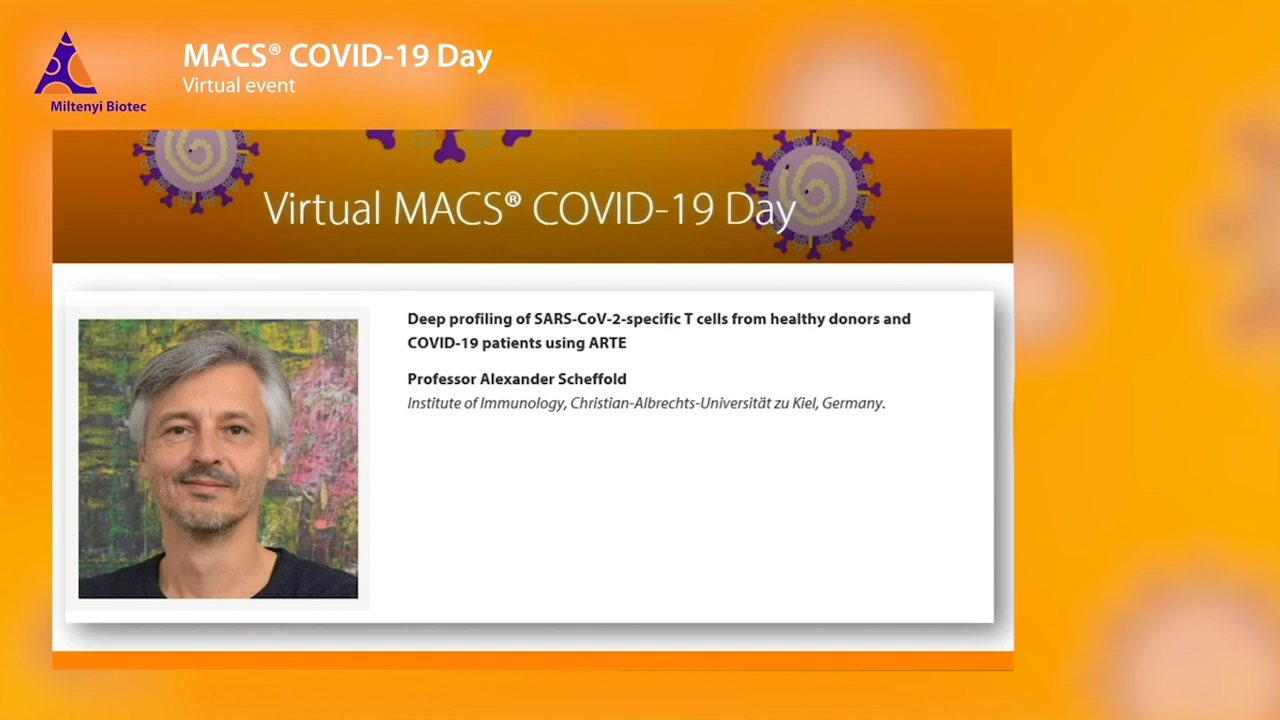 MACS® COVID-19 Day
Virtual event
Miltenyi Biotec
Virtual MACS® COVID-19 Day
Deep profiling of SARS-CoV-2-specific T cells from healthy donors and
COVID-19 patients using ARTE
Professor Alexander Scheffold
Institute of Immunology, Christian-Albrechts-Universität zu Kiel, Germany.